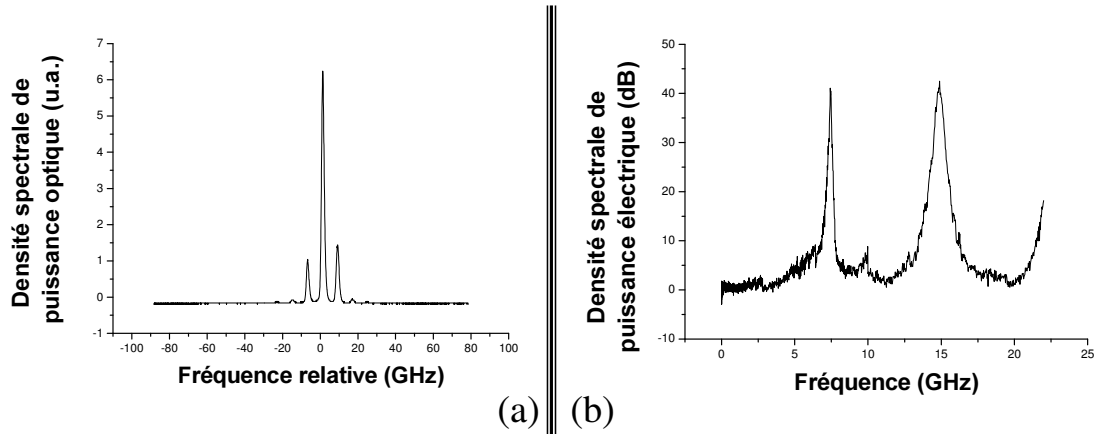 Densité spectrale de
puissance optique (u.a.)
7
6
5
4
3
2
1
0
-1
-100 -80 -60 -40 -20 0 20 40 60 80 100
Fréquence relative (GHz)
(a)
Densité spectrale de
puissance électrique (dB)
50
40
30
20
10
0
-10
0 5 10 15 20 25
Fréquence (GHz)
(b)